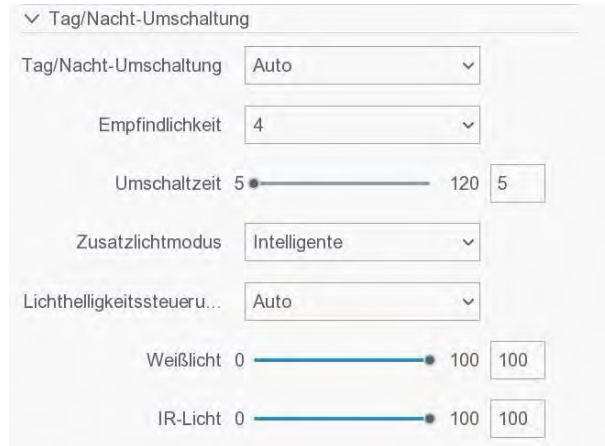 Tag/Nacht-Umschaltung
Tag/Nacht-Umschaltung Auto
Empfindlichkeit 4
Umschaltzeit 5 120 5
Zusatzlichtmodus Intelligente
Lichthelligkeitssteueru... Auto
Weißlicht 0 100 100
IR-Licht 0 100 100